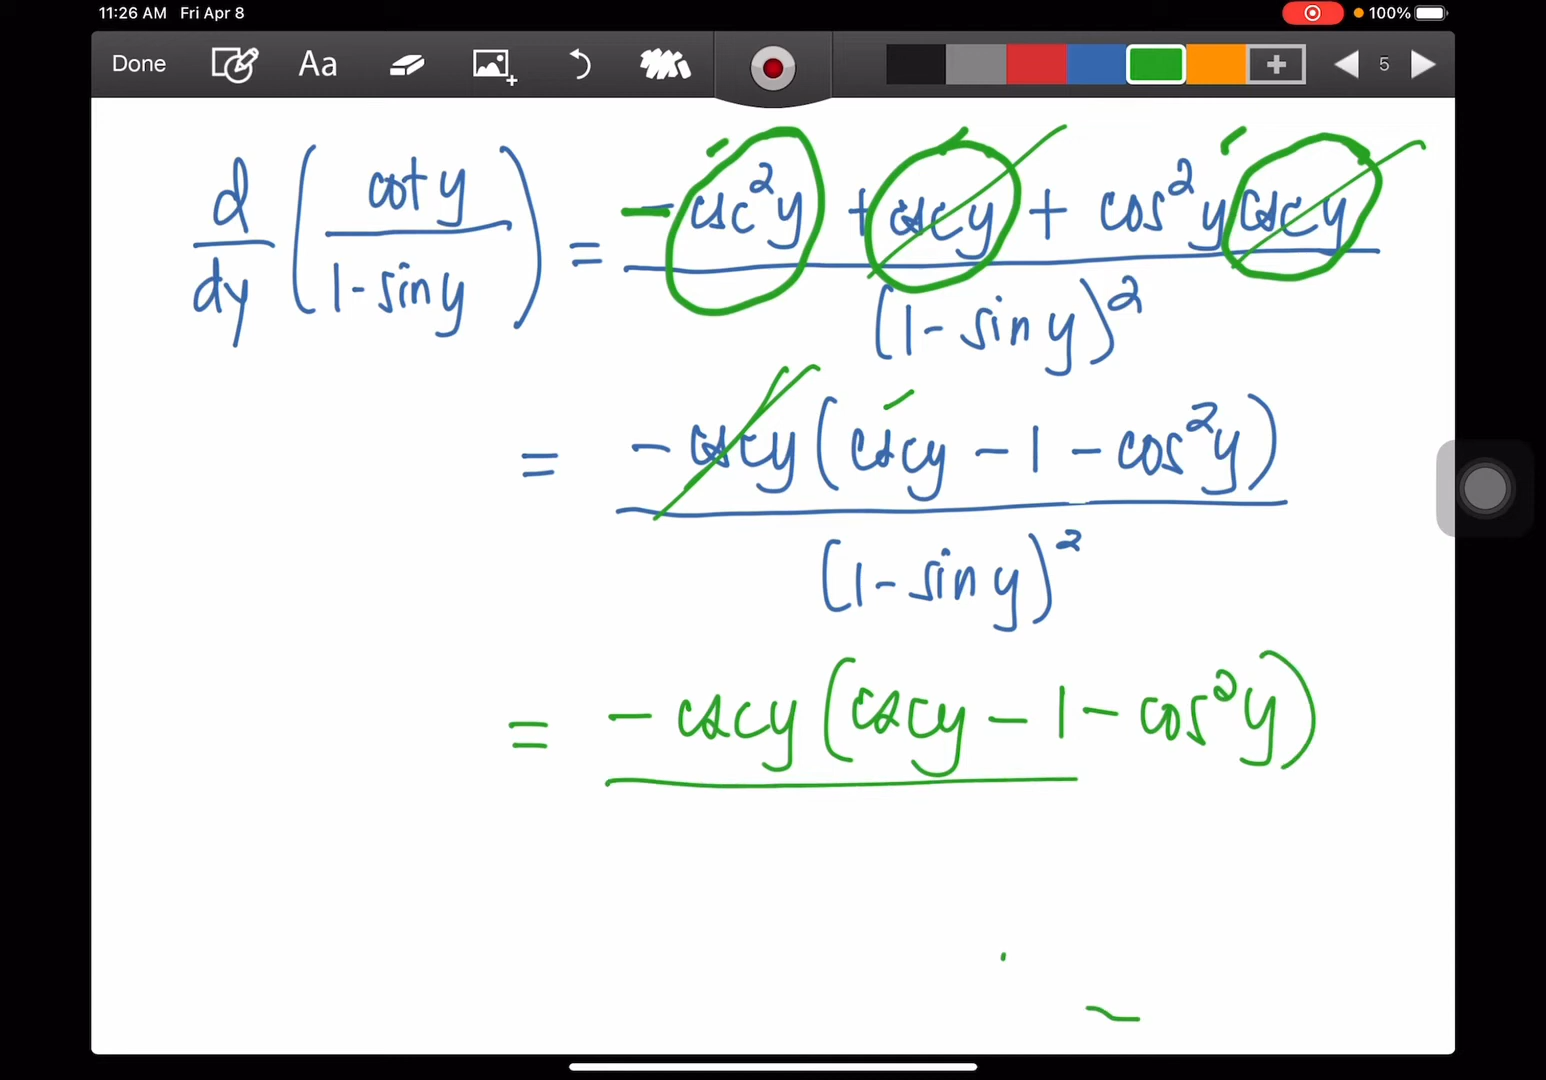 11:26 AM Fri Apr 8 100%
Done Aa 5
d/dy (cot y / (1 - sin y)) = (-csc²y + csc y + cos²y csc y) / (1 - sin y)²
= -csc y (csc y - 1 - cos²y) / (1 - sin y)²
= -csc y (csc y - 1 - cos²y)